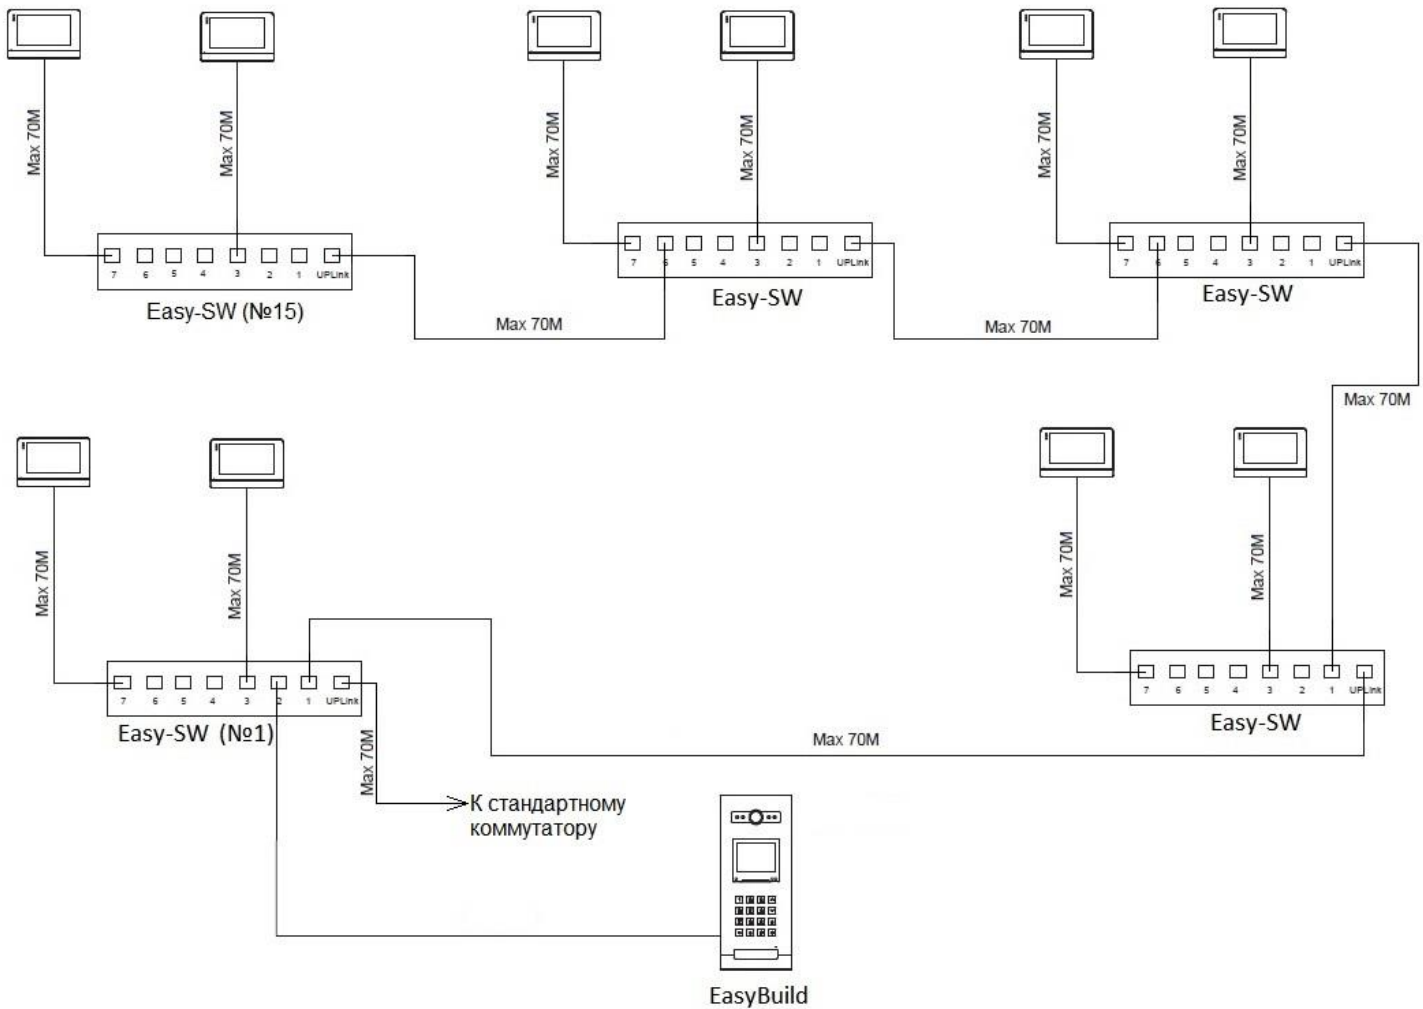 Max 70M
Max 70M
Max 70M
Max 70M
Max 70M
Max 70M
7 6 5 4 3 2 1 UPLink
Easy-SW (№15)
7 6 5 4 3 2 1 UPLink
Easy-SW
7 6 5 4 3 2 1 UPLink
Easy-SW
Max 70M
Max 70M
Max 70M
Max 70M
Max 70M
Max 70M
Max 70M
7 6 5 4 3 2 1 UPLink
Easy-SW (№1)
7 6 5 4 3 2 1 UPLink
Easy-SW
Max 70M
Max 70M
К стандартному
коммутатору
EasyBuild